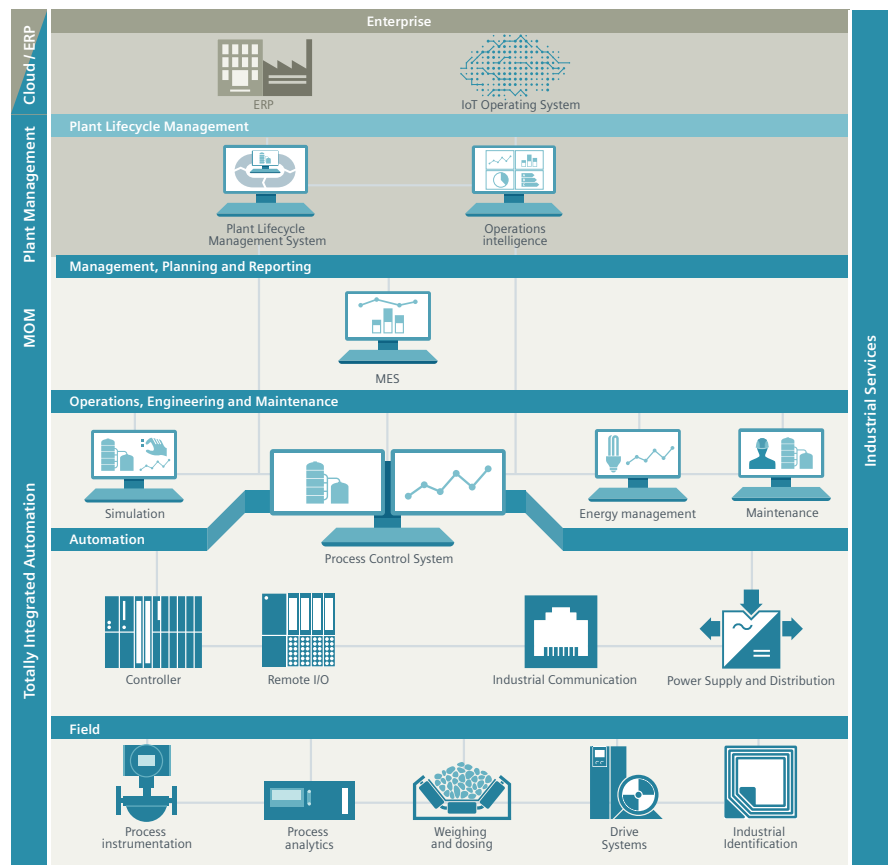 Cloud / ERP
Enterprise
ERP
IoT Operating System
Plant Management
Plant Lifecycle Management
Plant Lifecycle
Management System
Operations
intelligence
MOM
Management, Planning and Reporting
MES
Totally Integrated Automation
Operations, Engineering and Maintenance
Simulation
Process Control System
Energy management
Maintenance
Automation
Controller
Remote I/O
Industrial Communication
Power Supply and Distribution
Field
Process
instrumentation
Process
analytics
Weighing
and dosing
Drive
Systems
Industrial
Identification
Industrial Services